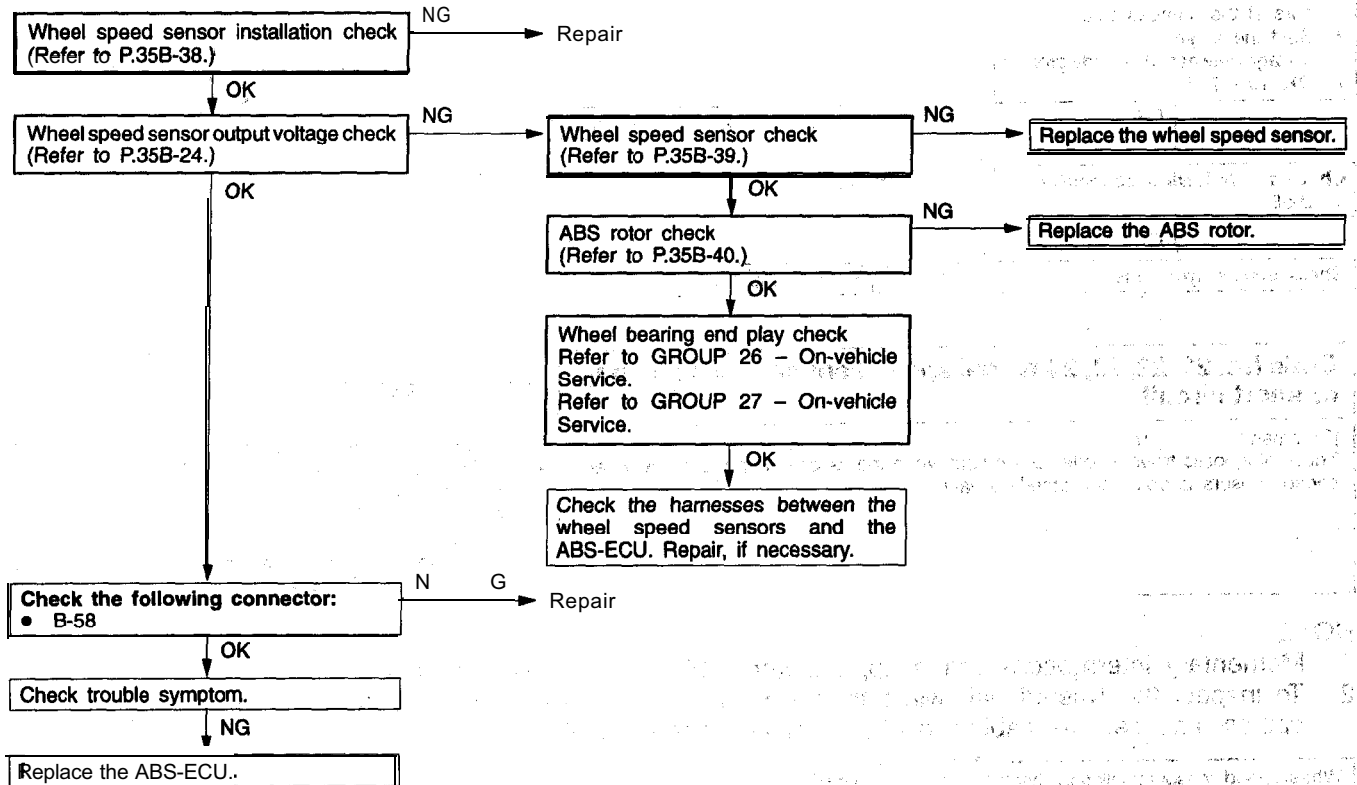 Wheel speed sensor installation check
(Refer to P.35B-38.)
NG
Repair
OK
Wheel speed sensor output voltage check
(Refer to P.35B-24.)
NG
Wheel speed sensor check
(Refer to P.35B-39.)
NG
Replace the wheel speed sensor.
OK
OK
ABS rotor check
(Refer to P.35B-40.)
NG
Replace the ABS rotor.
OK
Wheel bearing end play check
Refer to GROUP 26 – On-vehicle
Service.
Refer to GROUP 27 – On-vehicle
Service.
OK
Check the harnesses between the
wheel speed sensors and the
ABS-ECU. Repair, if necessary.
Check the following connector:
● B-58
N G
Repair
OK
Check trouble symptom.
NG
Replace the ABS-ECU.